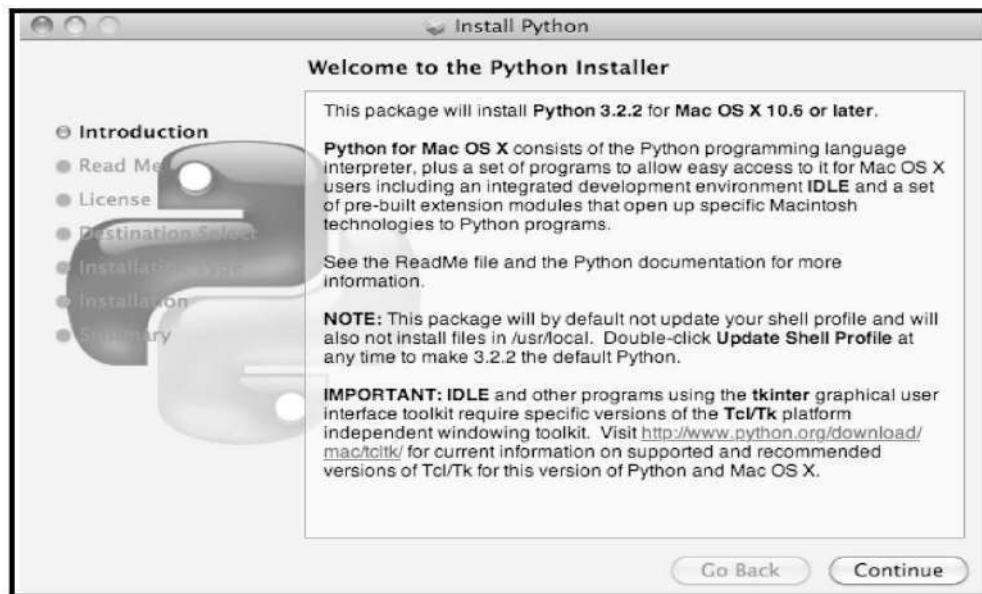 Install Python
Welcome to the Python Installer
Introduction
Read Me
License
Destination Select
Installation Type
Installation
Summary
This package will install Python 3.2.2 for Mac OS X 10.6 or later.
Python for Mac OS X consists of the Python programming language
interpreter, plus a set of programs to allow easy access to it for Mac OS X
users including an integrated development environment IDLE and a set
of pre-built extension modules that open up specific Macintosh
technologies to Python programs.
See the ReadMe file and the Python documentation for more
information.
NOTE: This package will by default not update your shell profile and will
also not install files in /usr/local. Double-click Update Shell Profile at
any time to make 3.2.2 the default Python.
IMPORTANT: IDLE and other programs using the tkinter graphical user
interface toolkit require specific versions of the Tcl/Tk platform
independent windowing toolkit. Visit http://www.python.org/download/
mac/tcltk/ for current information on supported and recommended
versions of Tcl/Tk for this version of Python and Mac OS X.
Go Back
Continue